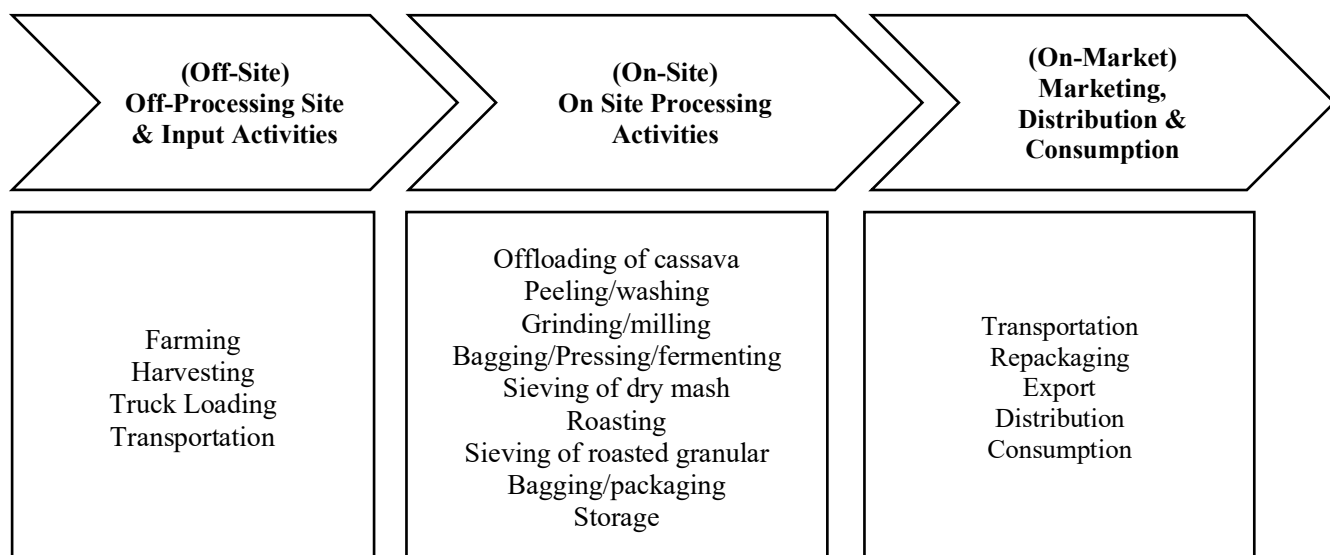 (Off-Site)
Off-Processing Site
& Input Activities
(On-Site)
On Site Processing
Activities
(On-Market)
Marketing,
Distribution &
Consumption
Farming
Harvesting
Truck Loading
Transportation
Offloading of cassava
Peeling/washing
Grinding/milling
Bagging/Pressing/fermenting
Sieving of dry mash
Roasting
Sieving of roasted granular
Bagging/packaging
Storage
Transportation
Repackaging
Export
Distribution
Consumption